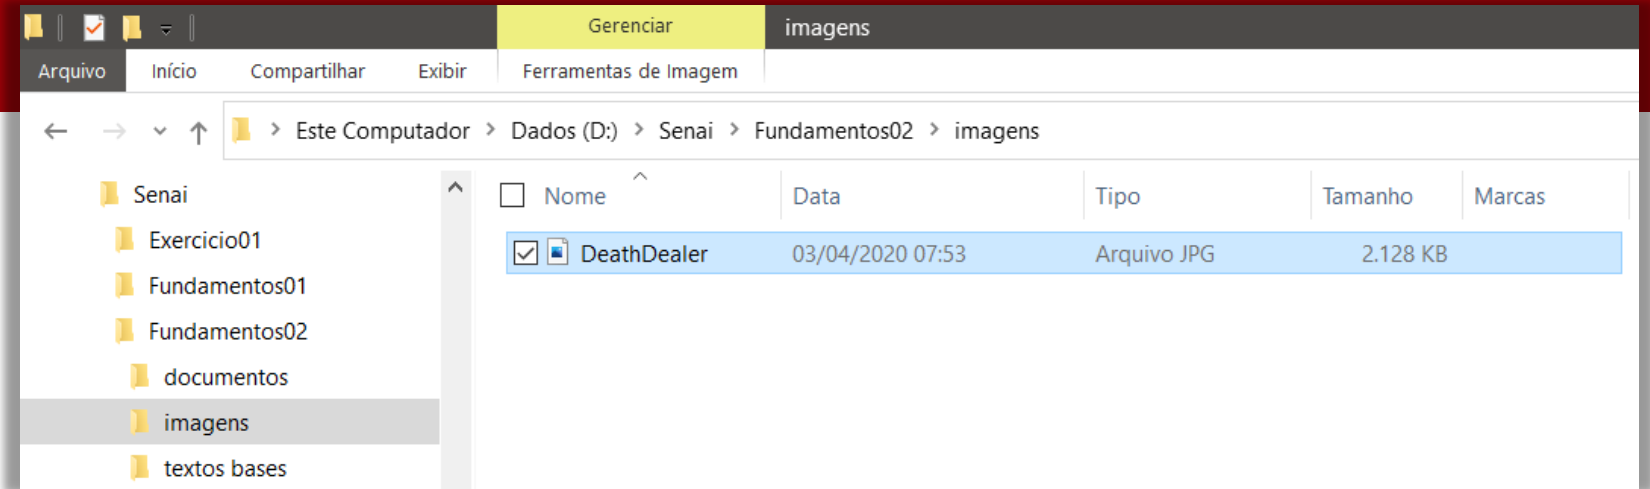 Gerenciar imagens
Arquivo Início Compartilhar Exibir Ferramentas de Imagem
> Este Computador > Dados (D:) > Senai > Fundamentos02 > imagens
Senai
Exercicio01
Fundamentos01
Fundamentos02
documentos
imagens
textos bases
Nome Data Tipo Tamanho Marcas
DeathDealer 03/04/2020 07:53 Arquivo JPG 2.128 KB